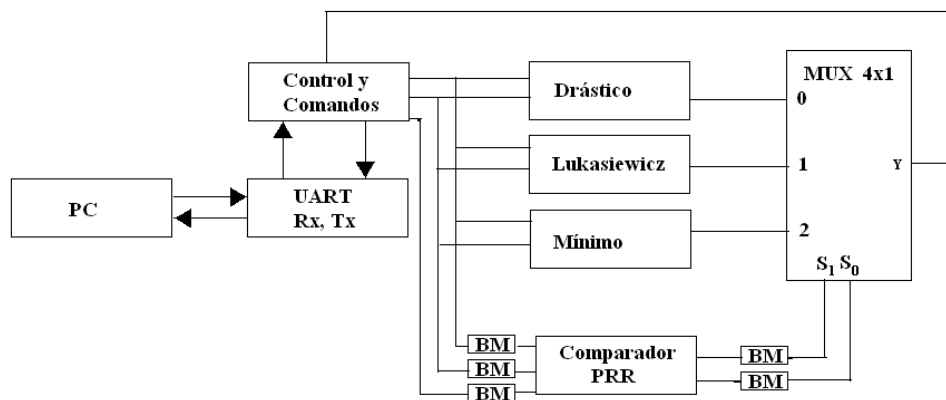 Control y
Comandos
Drástico
MUX 4x1
0
Lukasiewicz
1
Y
PC
UART
Rx, Tx
Mínimo
2
S1 S0
BM
BM
BM
Comparador
PRR
BM
BM